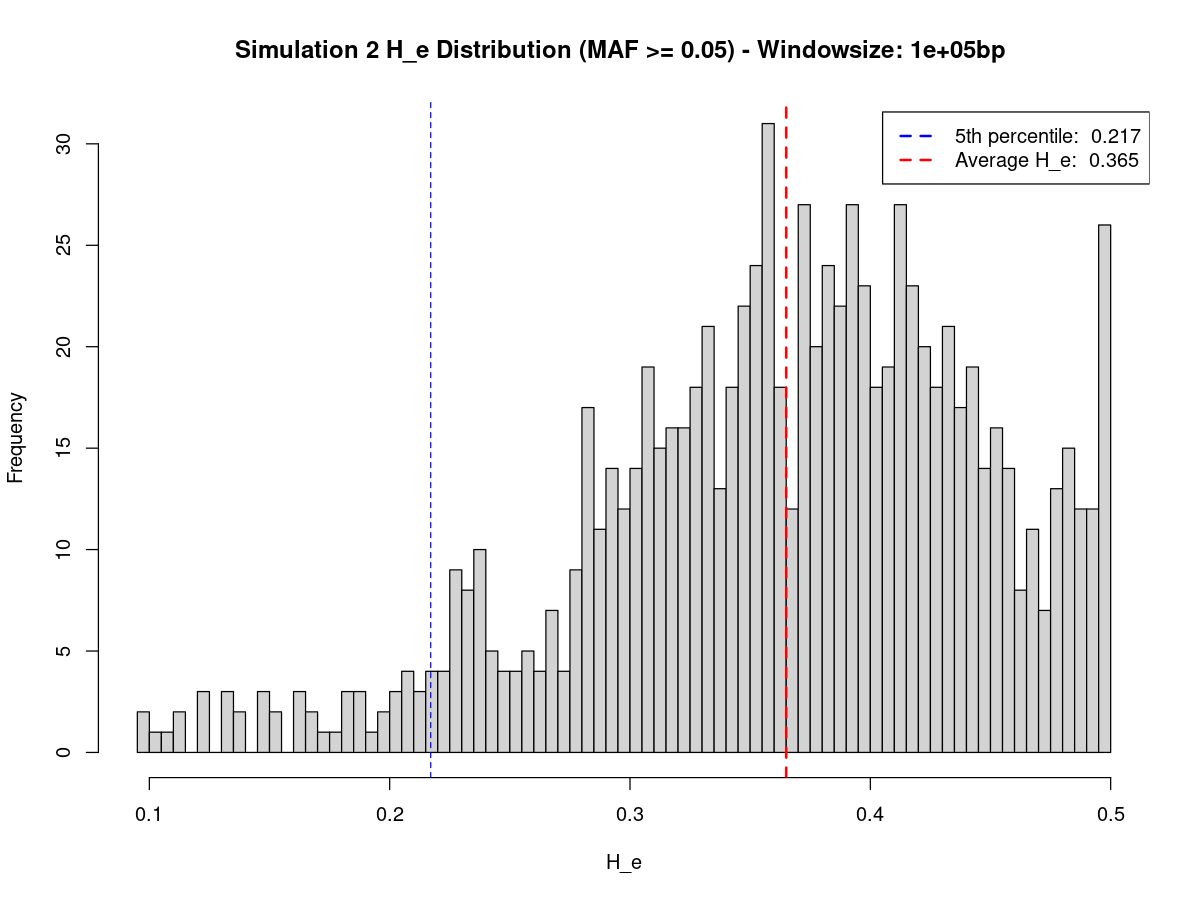 Simulation 2 H_e Distribution (MAF >= 0.05) - Windowsize: 1e+05bp
5th percentile: 0.217
Average H_e: 0.365
Frequency
30
25
20
15
10
5
0
0.1 0.2 0.3 0.4 0.5
H_e